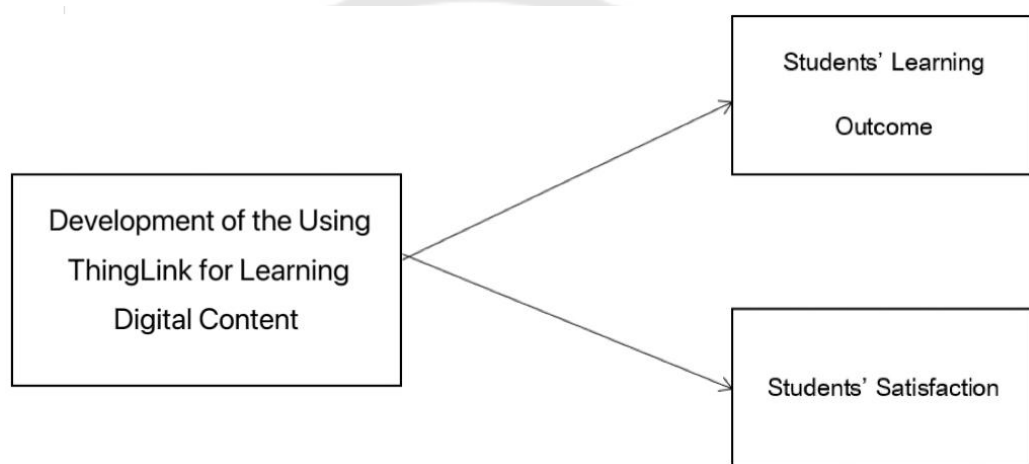 Development of the Using
ThingLink for Learning
Digital Content
Students’ Learning
Outcome
Students’ Satisfaction